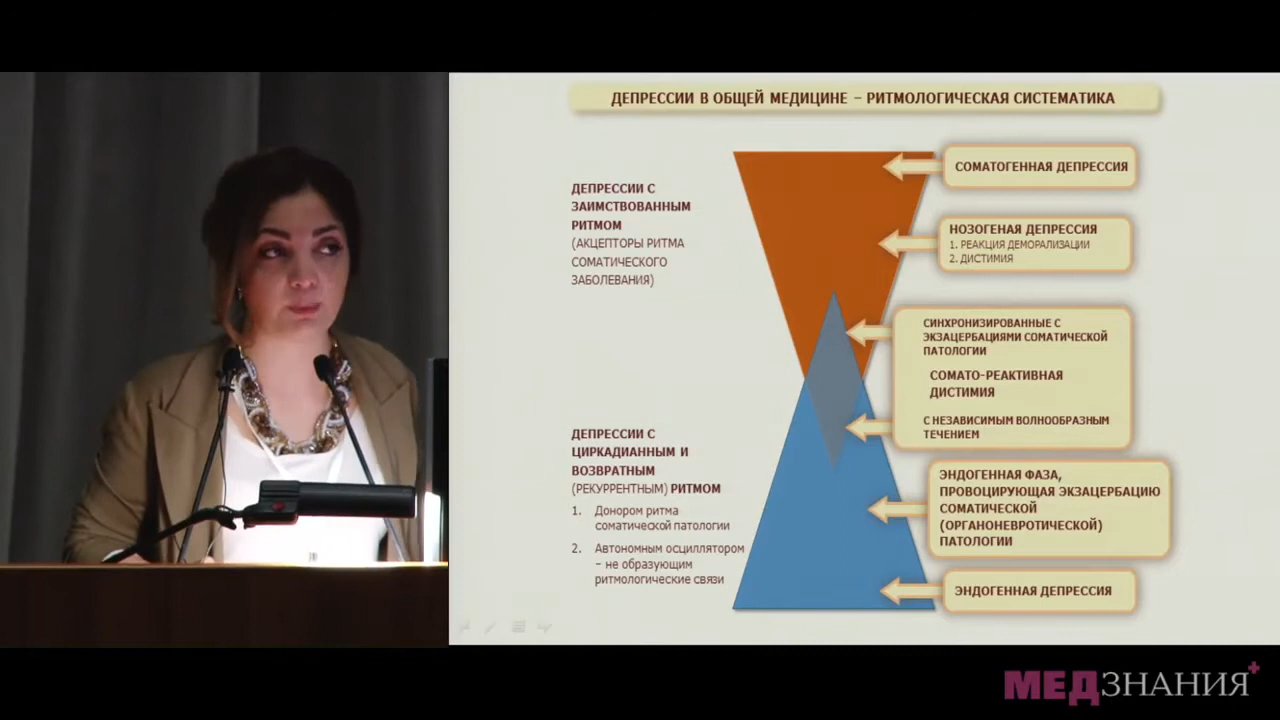 ДЕПРЕССИИ В ОБЩЕЙ МЕДИЦИНЕ – РИТМОЛОГИЧЕСКАЯ СИСТЕМАТИКА
ДЕПРЕССИИ С
ЗАИМСТВОВАННЫМ
РИТМОМ
(АКЦЕПТОРЫ РИТМА
СОМАТИЧЕСКОГО
ЗАБОЛЕВАНИЯ)
ДЕПРЕССИИ С
ЦИРКАДИАННЫМ И
ВОЗВРАТНЫМ
(РЕКУРРЕНТНЫМ) РИТМОМ
1. Донором ритма
соматической патологии
2. Автономным осциллятором
– не образующим
ритмологические связи
СОМАТОГЕННАЯ ДЕПРЕССИЯ
НОЗОГЕНАЯ ДЕПРЕССИЯ
1. РЕАКЦИЯ ДЕМОРАЛИЗАЦИИ
2. ДИСТИМИЯ
СИНХРОНИЗИРОВАННЫЕ С
ЭКЗАЦЕРБАЦИЯМИ СОМАТИЧЕСКОЙ
ПАТОЛОГИИ
СОМАТО-РЕАКТИВНАЯ
ДИСТИМИЯ
С НЕЗАВИСИМЫМ ВОЛНООБРАЗНЫМ
ТЕЧЕНИЕМ
ЭНДОГЕННАЯ ФАЗА,
ПРОВОЦИРУЮЩАЯ ЭКЗАЦЕРБАЦИЮ
СОМАТИЧЕСКОЙ
(ОРГАНОНЕВРОТИЧЕСКОЙ)
ПАТОЛОГИИ
ЭНДОГЕННАЯ ДЕПРЕССИЯ
МЕДЗНАНИЯ+